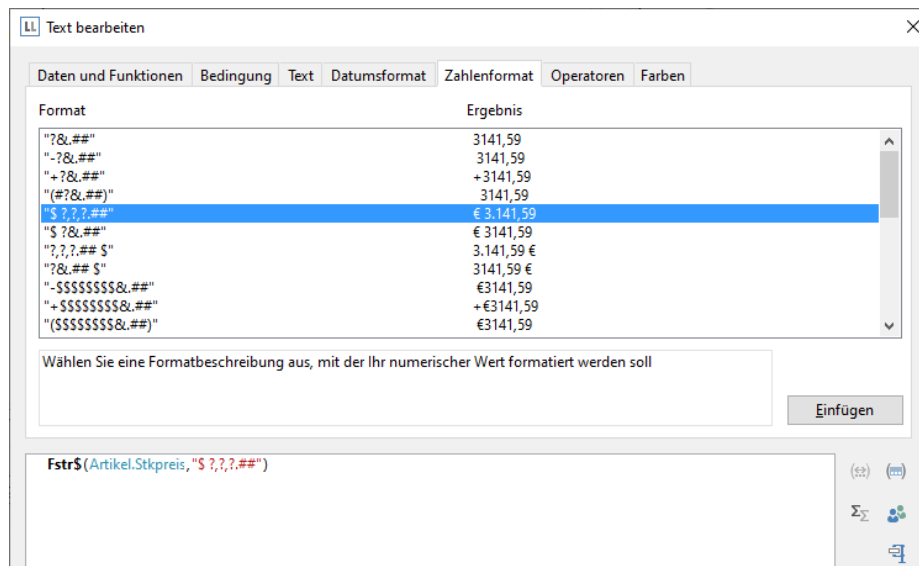 LL Text bearbeiten
Daten und Funktionen Bedingung Text Datumsformat Zahlenformat Operatoren Farben
Format Ergebnis
"?&.##" 3141,59
"-?&.##" 3141,59
"+?&.##" +3141,59
"(#?&.##)" 3141,59
"$ ?,?,?.##" € 3.141,59
"$ ?&.##" € 3141,59
"?,?,?.## $" 3.141,59 €
"?&.## $" 3141,59 €
"-$$$$$$$$&.##" €3141,59
"+$$$$$$$$&.##" +€3141,59
"($$$$$$$$&.##)" €3141,59
Wählen Sie eine Formatbeschreibung aus, mit der Ihr numerischer Wert formatiert werden soll
Einfügen
Fstr$(Artikel.Stkpreis,"$ ?,?,?.##")
ΣΣ